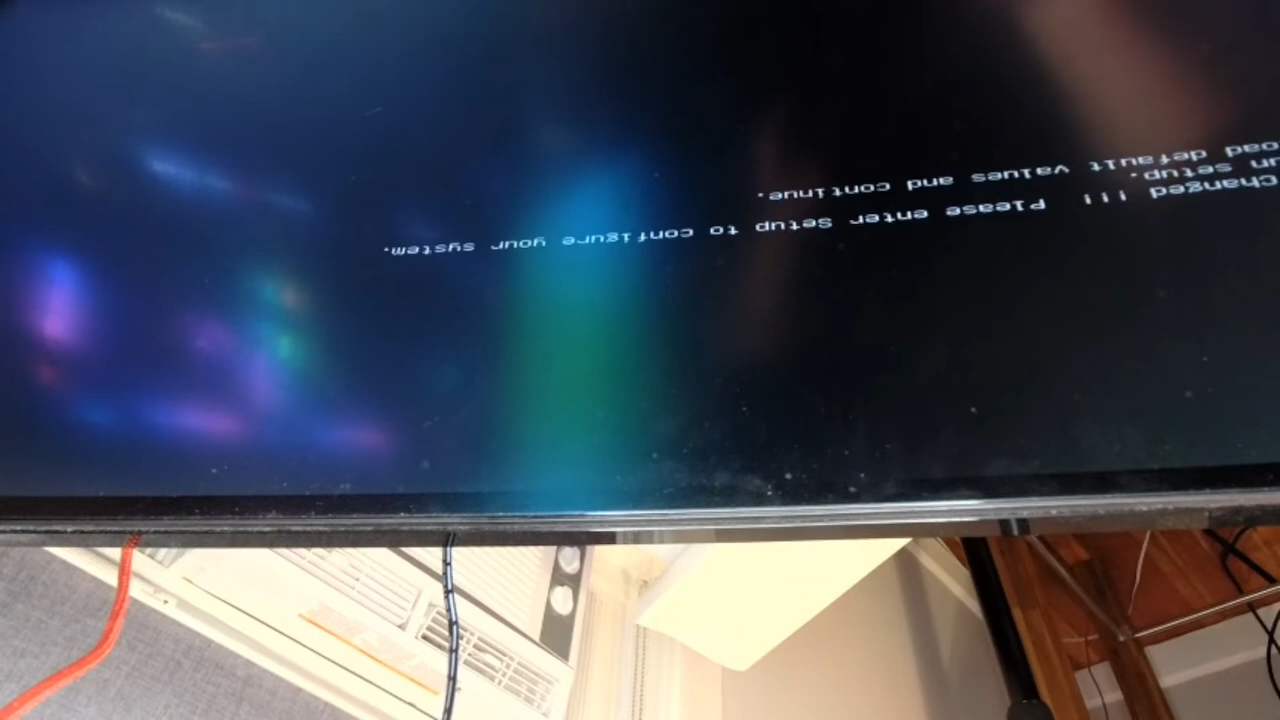 Changed !!! Please enter Setup to configure your system.
un setup.
oad default values and continue.